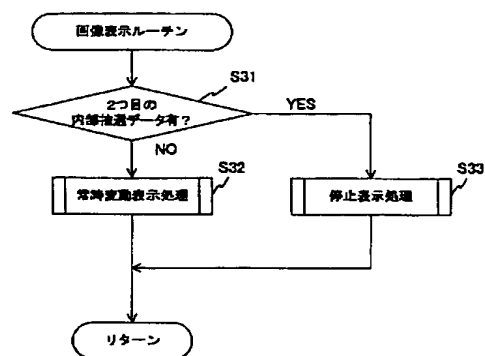 画像表示ルーチン
S31
2つ目の
内部抽選データ有?
YES
NO
S32
常時変動表示処理
S33
停止表示処理
リターン